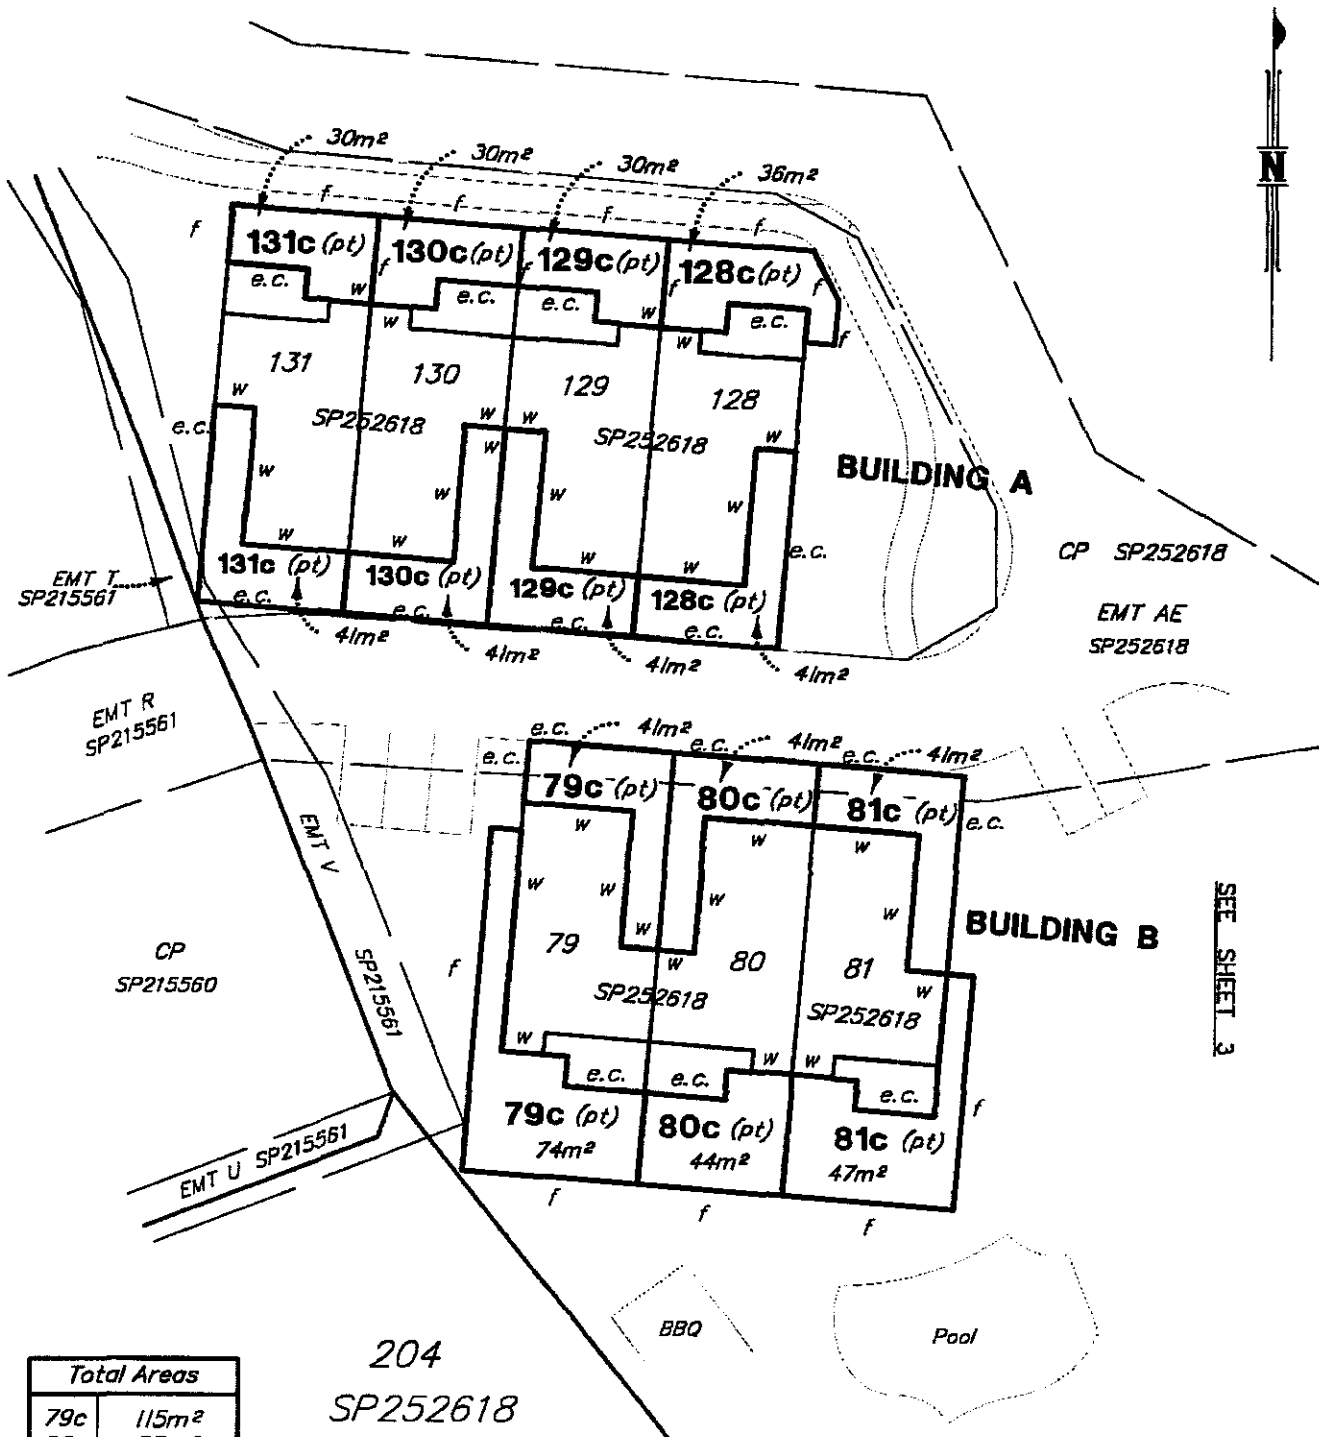 30m²
30m²
30m²
36m²
N
f
f
f
f
f
131c (pt)
130c (pt)
129c (pt)
128c (pt)
f
f
f
f
e.c.
w
e.c.
e.c.
w
e.c.
w
w
f
131
130
129
128
w
SP252618
w
w
SP252618
w
e.c.
w
BUILDING A
w
w
w
w
w
w
w
w
e.c.
CP SP252618
EMT T
SP215561
131c (pt)
130c (pt)
129c (pt)
128c (pt)
e.c.
e.c.
e.c.
e.c.
EMT AE
SP252618
41m²
41m²
41m²
41m²
EMT R
SP215561
e.c.
41m²
e.c.
41m²
e.c.
41m²
e.c.
79c (pt)
80c (pt)
81c (pt)
e.c.
w
w
w
EMT V
w
w
w
w
SEE SHEET 3
BUILDING B
w
w
79
80
81
CP
SP215560
f
SP215561
SP252618
w
SP252618
w
w
w
e.c.
e.c.
e.c.
f
79c (pt)
74m²
80c (pt)
44m²
81c (pt)
47m²
EMT U SP215561
f
f
f
BBQ
Pool
204
SP252618
Total Areas
79c 115m²